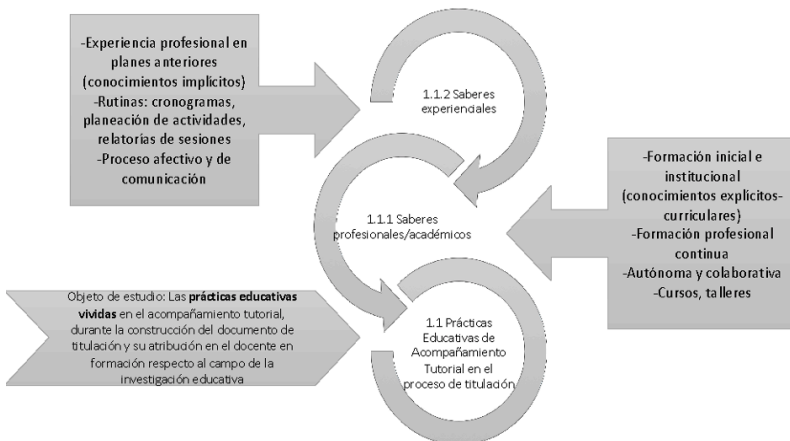 -Experiencia profesional en
planes anteriores
(conocimientos implícitos)
-Rutinas: cronogramas,
planeación de actividades,
relatorías de sesiones
-Proceso afectivo y de
comunicación
1.1.2 Saberes
experienciales
-Formación inicial e
institucional
(conocimientos explícitos-
curriculares)
-Formación profesional
continua
-Autónoma y colaborativa
-Cursos, talleres
1.1.1 Saberes
profesionales/académicos
Objeto de estudio: Las prácticas educativas
vividas en el acompañamiento tutorial,
durante la construcción del documento de
titulación y su atribución en el docente en
formación respecto al campo de la
investigación educativa
1.1 Prácticas
Educativas de
Acompañamiento
Tutorial en el
proceso de titulación